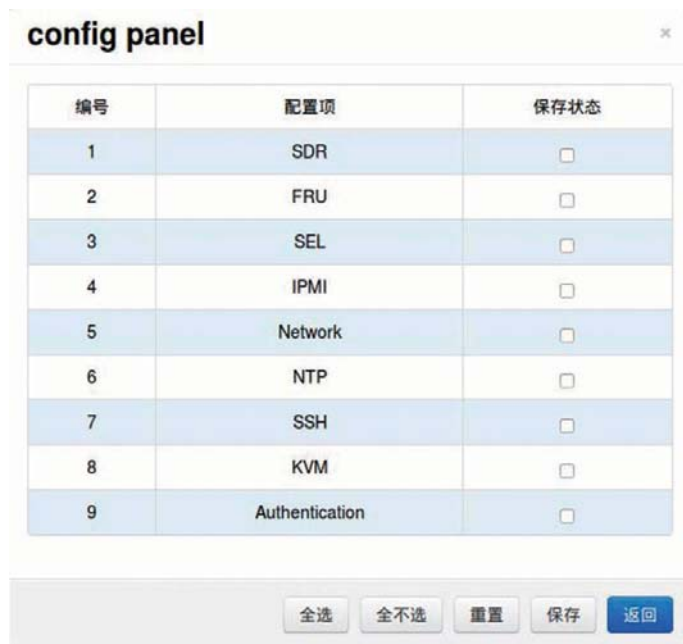 config panel
×
编号 配置项 保存状态
1 SDR
2 FRU
3 SEL
4 IPMI
5 Network
6 NTP
7 SSH
8 KVM
9 Authentication
全选 全不选 重置 保存 返回